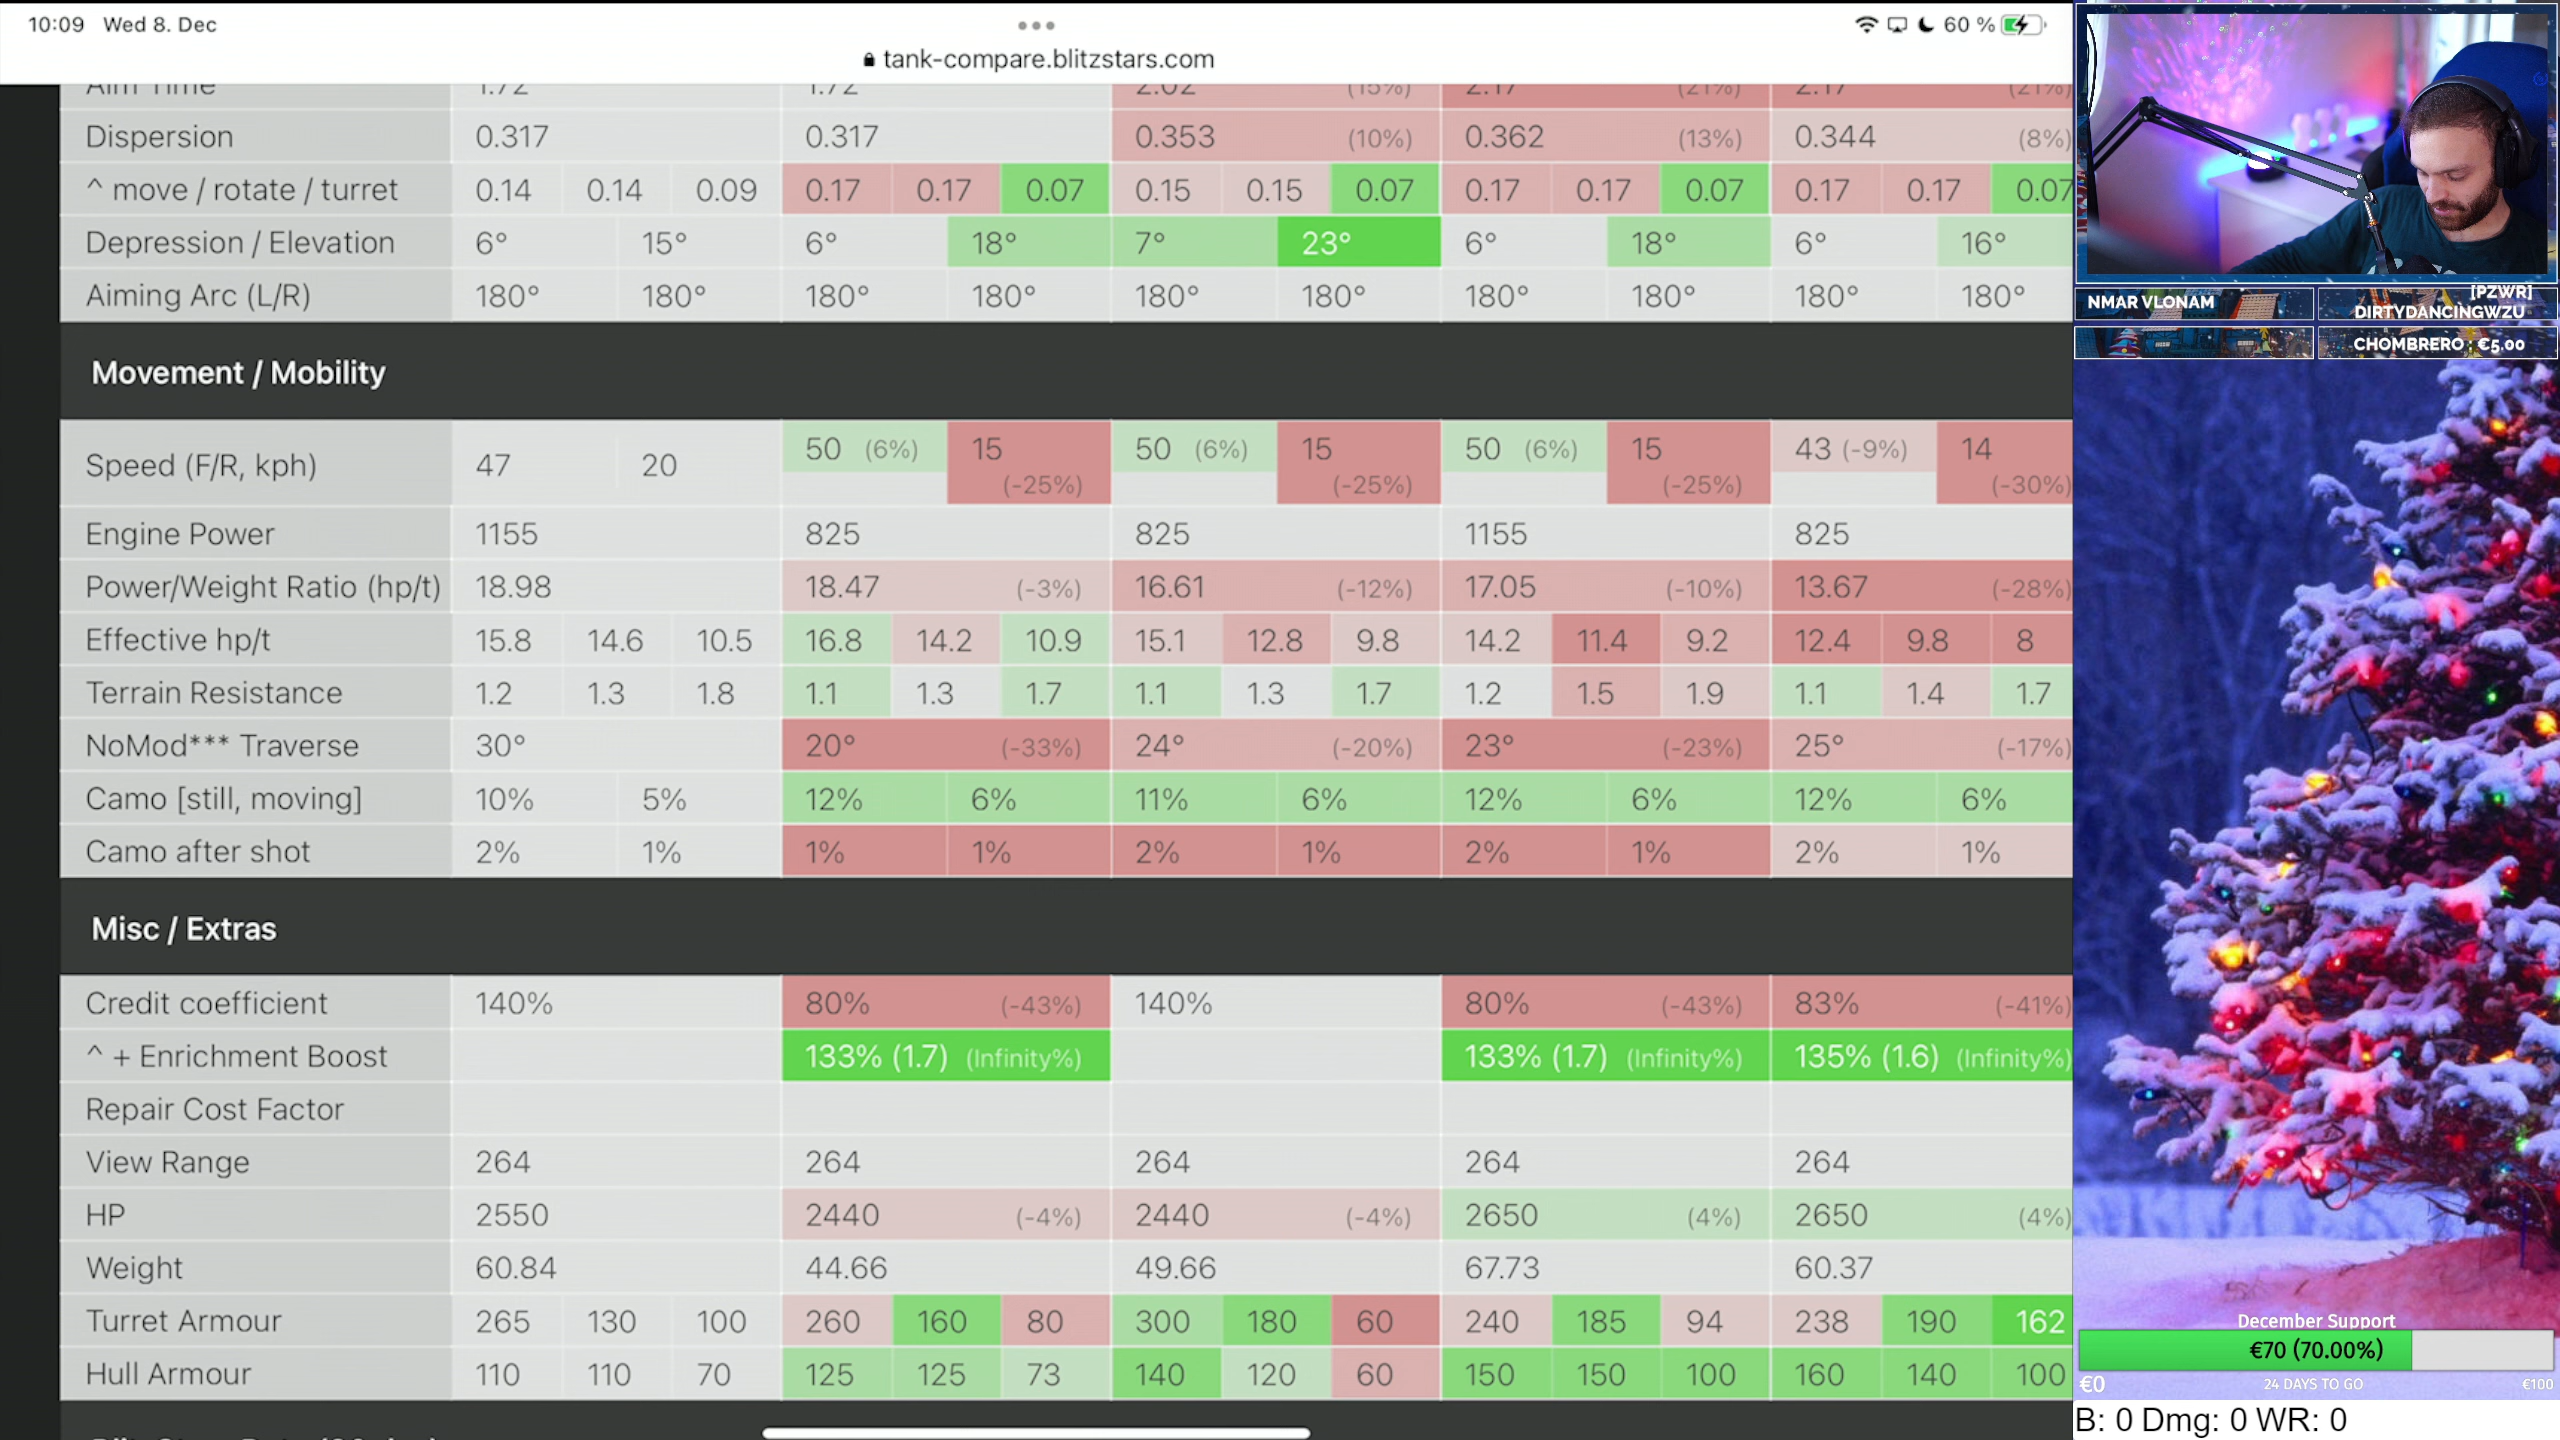 10:09 Wed 8. Dec
60 %
tank-compare.blitzstars.com
Aim Time 1.72 1.72 2.02 (15%) 2.17 (21%) 2.17 (21%)
Dispersion 0.317 0.317 0.353 (10%) 0.362 (13%) 0.344 (8%)
^ move / rotate / turret 0.14 0.14 0.09 0.17 0.17 0.07 0.15 0.15 0.07 0.17 0.17 0.07 0.17 0.17 0.07
Depression / Elevation 6° 15° 6° 18° 7° 23° 6° 18° 6° 16°
Aiming Arc (L/R) 180° 180° 180° 180° 180° 180° 180° 180° 180° 180°
Movement / Mobility
Speed (F/R, kph) 47 20 50 (6%) 15 (-25%) 50 (6%) 15 (-25%) 50 (6%) 15 (-25%) 43 (-9%) 14 (-30%)
Engine Power 1155 825 825 1155 825
Power/Weight Ratio (hp/t) 18.98 18.47 (-3%) 16.61 (-12%) 17.05 (-10%) 13.67 (-28%)
Effective hp/t 15.8 14.6 10.5 16.8 14.2 10.9 15.1 12.8 9.8 14.2 11.4 9.2 12.4 9.8 8
Terrain Resistance 1.2 1.3 1.8 1.1 1.3 1.7 1.1 1.3 1.7 1.2 1.5 1.9 1.1 1.4 1.7
NoMod*** Traverse 30° 20° (-33%) 24° (-20%) 23° (-23%) 25° (-17%)
Camo [still, moving] 10% 5% 12% 6% 11% 6% 12% 6% 12% 6%
Camo after shot 2% 1% 1% 1% 2% 1% 2% 1% 2% 1%
Misc / Extras
Credit coefficient 140% 80% (-43%) 140% 80% (-43%) 83% (-41%)
^ + Enrichment Boost 133% (1.7) (Infinity%) 133% (1.7) (Infinity%) 135% (1.6) (Infinity%)
Repair Cost Factor
View Range 264 264 264 264 264
HP 2550 2440 (-4%) 2440 (-4%) 2650 (4%) 2650 (4%)
Weight 60.84 44.66 49.66 67.73 60.37
Turret Armour 265 130 100 260 160 80 300 180 60 240 185 94 238 190 162
Hull Armour 110 110 70 125 125 73 140 120 60 150 150 100 160 140 100
NMAR VLONAM
[PZWR]
DIRTYDANCINGWZU
CHOMBRERO : €5.00
December Support
€70 (70.00%)
€0 24 DAYS TO GO €100
B: 0 Dmg: 0 WR: 0